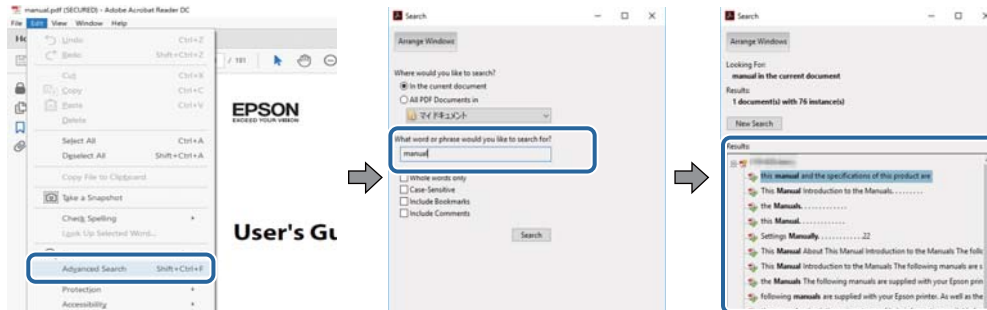 manual.pdf (SECURED) - Adobe Acrobat Reader DC
File Edit View Window Help
Undo Ctrl+Z
Redo Shift+Ctrl+Z
Cut Ctrl+X
Copy Ctrl+C
Paste Ctrl+V
Delete
Select All Ctrl+A
Deselect All Shift+Ctrl+A
Copy File to Clipboard
Take a Snapshot
Check Spelling
Look Up Selected Word...
Advanced Search Shift+Ctrl+F
Protection
Accessibility
/ 191
EPSON
EXCEED YOUR VISION
User's Gu
Search
Arrange Windows
Where would you like to search?
In the current document
All PDF Documents in
マイ ドキュメント
What word or phrase would you like to search for?
manual
Whole words only
Case-Sensitive
Include Bookmarks
Include Comments
Search
Search
Arrange Windows
Looking For:
manual in the current document
Results:
1 document(s) with 76 instance(s)
New Search
Results:
this manual and the specifications of this product are
This Manual Introduction to the Manuals.........
the Manuals.............
this Manual.............
Settings Manually.............22
This Manual About This Manual Introduction to the Manuals The follo
This Manual Introduction to the Manuals The following manuals are s
the Manuals The following manuals are supplied with your Epson prin
following manuals are supplied with your Epson printer. As well as the